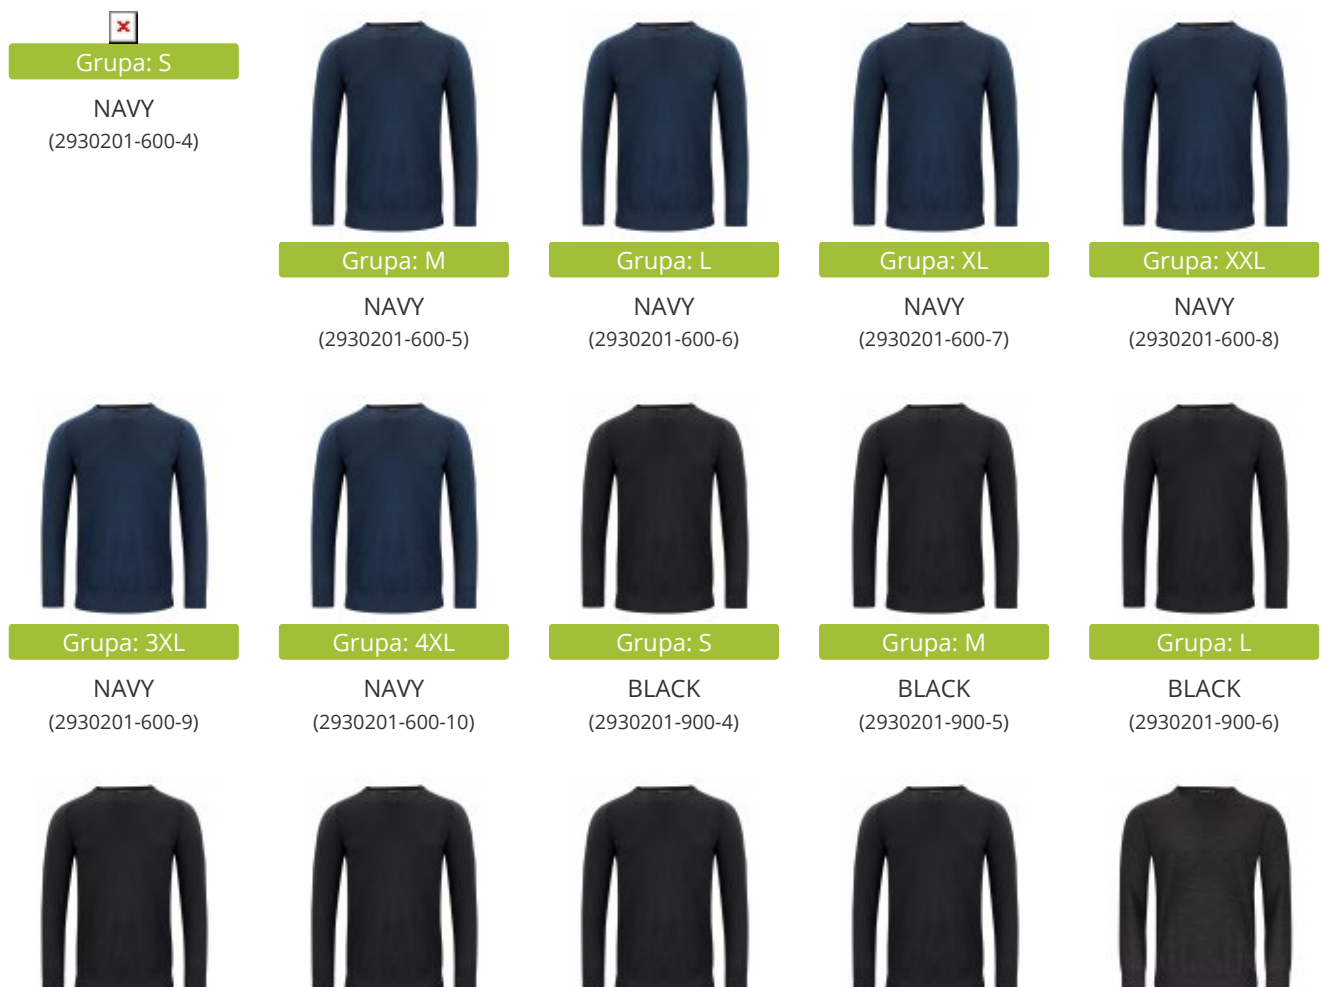 Grupa: S
NAVY
(2930201-600-4)
Grupa: M
NAVY
(2930201-600-5)
Grupa: L
NAVY
(2930201-600-6)
Grupa: XL
NAVY
(2930201-600-7)
Grupa: XXL
NAVY
(2930201-600-8)
Grupa: 3XL
NAVY
(2930201-600-9)
Grupa: 4XL
NAVY
(2930201-600-10)
Grupa: S
BLACK
(2930201-900-4)
Grupa: M
BLACK
(2930201-900-5)
Grupa: L
BLACK
(2930201-900-6)